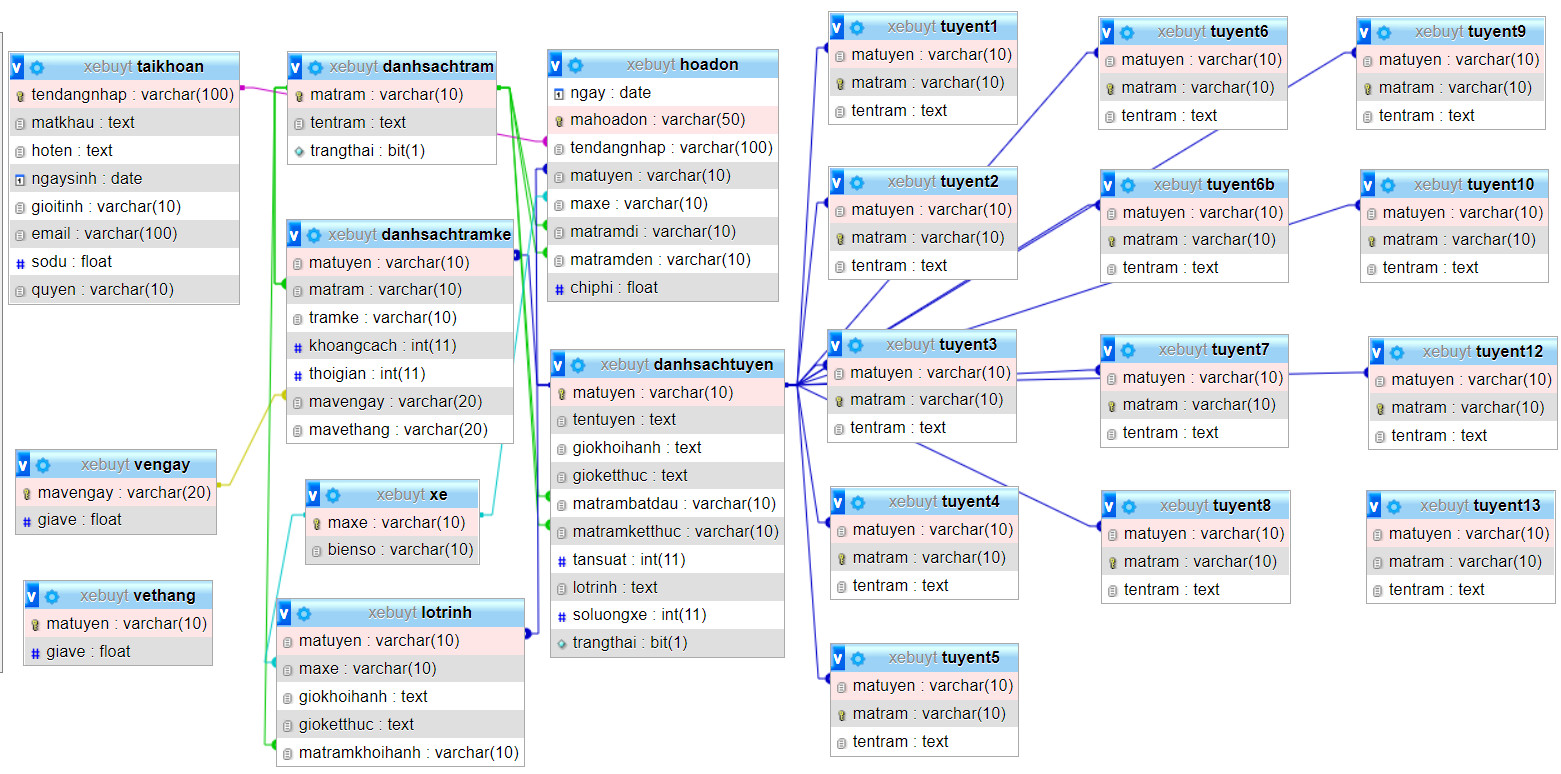 xebuyt taikhoan
tendangnhap : varchar(100)
matkhau : text
hoten : text
ngaysinh : date
gioitinh : varchar(10)
email : varchar(100)
sodu : float
quyen : varchar(10)
xebuyt vengay
mavengay : varchar(20)
giave : float
xebuyt vethang
matuyen : varchar(10)
giave : float
xebuyt danhsachtram
matram : varchar(10)
tentram : text
trangthai : bit(1)
xebuyt danhsachtramke
matuyen : varchar(10)
matram : varchar(10)
tramke : varchar(10)
khoangcach : int(11)
thoigian : int(11)
mavengay : varchar(20)
mavethang : varchar(20)
xebuyt xe
maxe : varchar(10)
bienso : varchar(10)
xebuyt lotrinh
matuyen : varchar(10)
maxe : varchar(10)
giokhoihanh : text
gioketthuc : text
matramkhoihanh : varchar(10)
xebuyt hoadon
ngay : date
mahoadon : varchar(50)
tendangnhap : varchar(100)
matuyen : varchar(10)
maxe : varchar(10)
matramdi : varchar(10)
matramden : varchar(10)
chiphi : float
xebuyt danhsachtuyen
matuyen : varchar(10)
tentuyen : text
giokhoihanh : text
gioketthuc : text
matrambatdau : varchar(10)
matramketthuc : varchar(10)
tansuat : int(11)
lotrinh : text
soluongxe : int(11)
trangthai : bit(1)
xebuyt tuyent1
matuyen : varchar(10)
matram : varchar(10)
tentram : text
xebuyt tuyent2
matuyen : varchar(10)
matram : varchar(10)
tentram : text
xebuyt tuyent3
matuyen : varchar(10)
matram : varchar(10)
tentram : text
xebuyt tuyent4
matuyen : varchar(10)
matram : varchar(10)
tentram : text
xebuyt tuyent5
matuyen : varchar(10)
matram : varchar(10)
tentram : text
xebuyt tuyent6
matuyen : varchar(10)
matram : varchar(10)
tentram : text
xebuyt tuyent6b
matuyen : varchar(10)
matram : varchar(10)
tentram : text
xebuyt tuyent7
matuyen : varchar(10)
matram : varchar(10)
tentram : text
xebuyt tuyent8
matuyen : varchar(10)
matram : varchar(10)
tentram : text
xebuyt tuyent9
matuyen : varchar(10)
matram : varchar(10)
tentram : text
xebuyt tuyent10
matuyen : varchar(10)
matram : varchar(10)
tentram : text
xebuyt tuyent12
matuyen : varchar(10)
matram : varchar(10)
tentram : text
xebuyt tuyent13
matuyen : varchar(10)
matram : varchar(10)
tentram : text